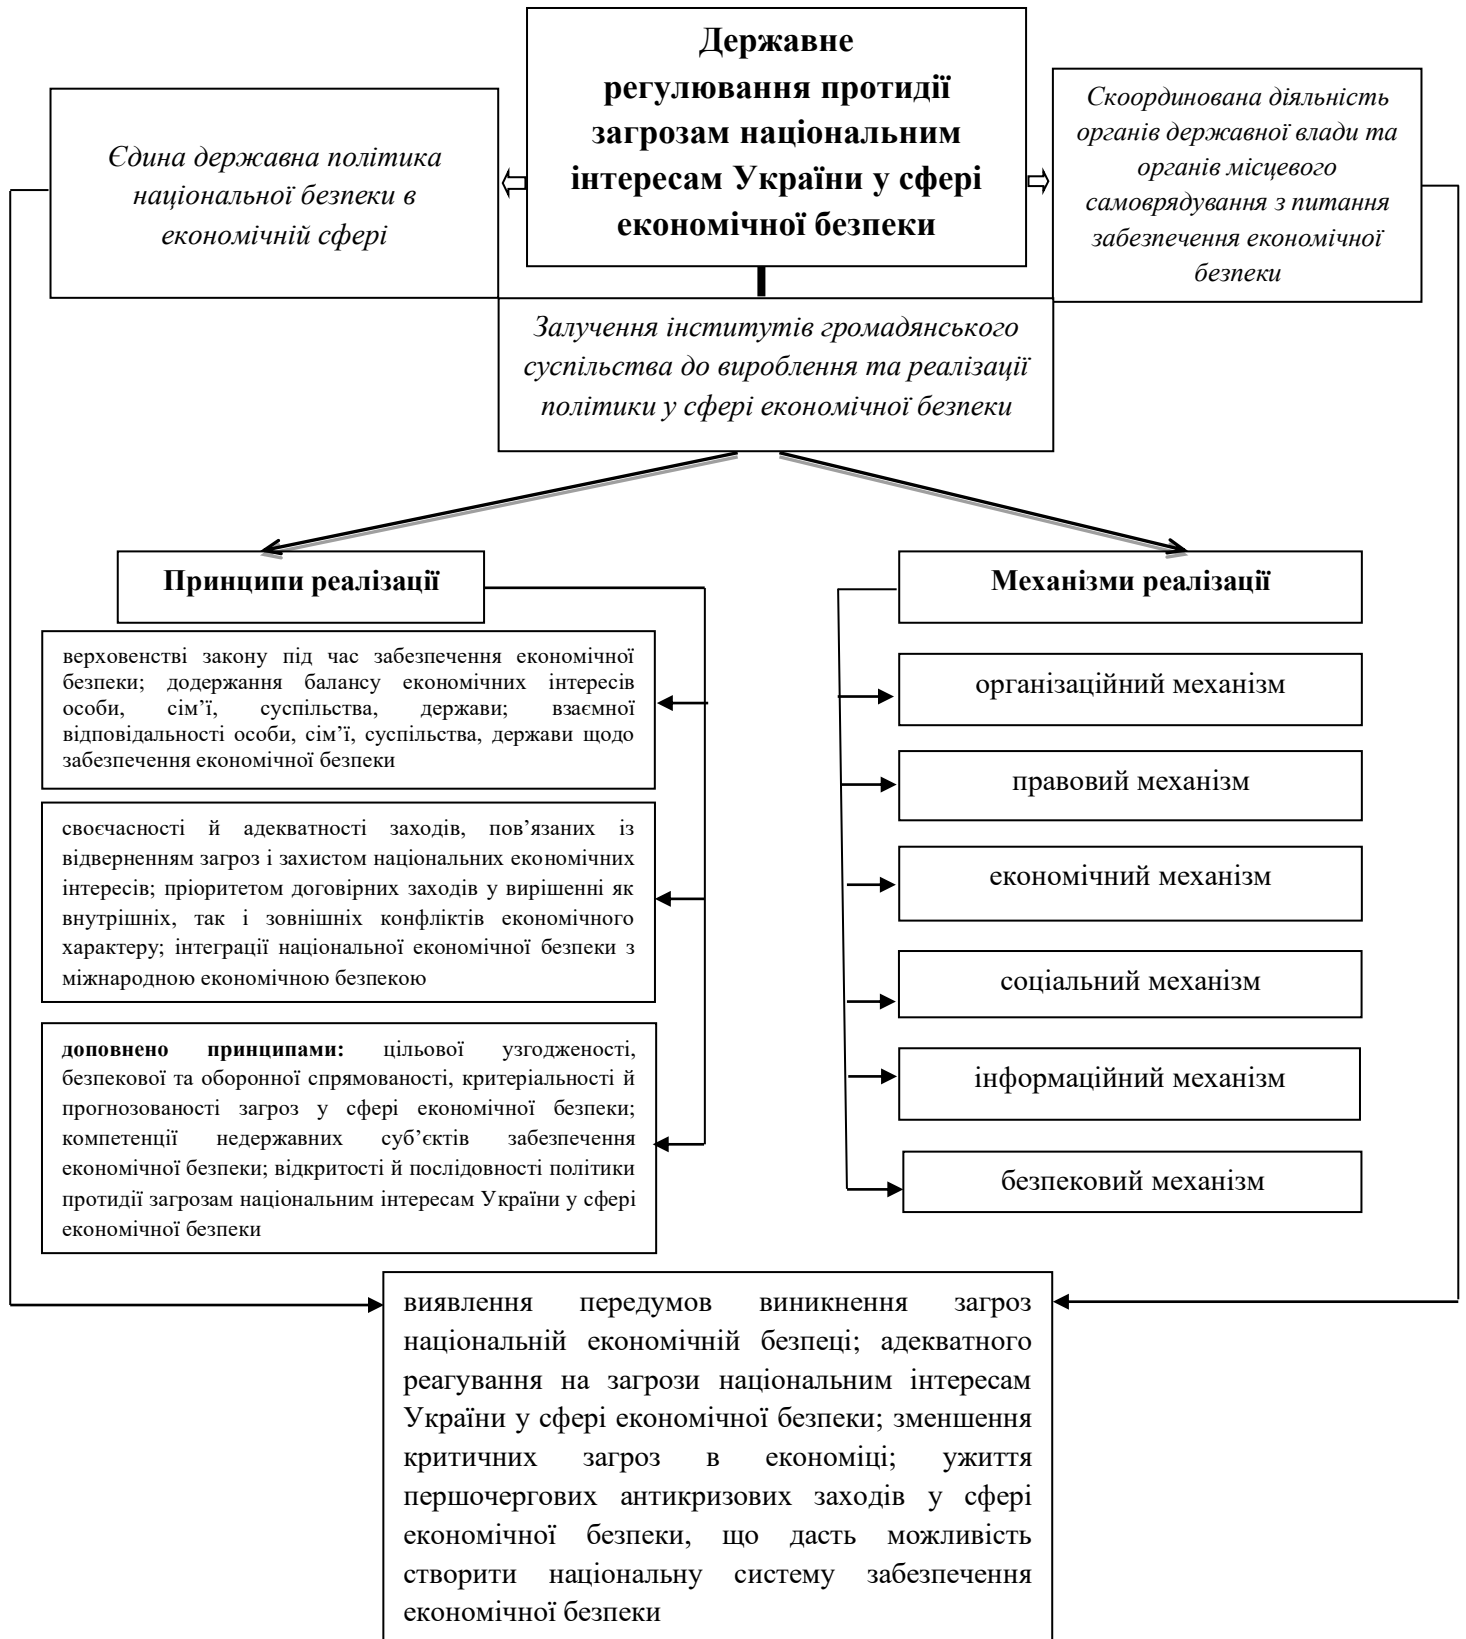 Державне
регулювання протидії
загрозам національним
інтересам України у сфері
економічної безпеки
Єдина державна політика
національної безпеки в
економічній сфері
Скоординована діяльність
органів державної влади та
органів місцевого
самоврядування з питання
забезпечення економічної
безпеки
Залучення інститутів громадянського
суспільства до вироблення та реалізації
політики у сфері економічної безпеки
Принципи реалізації
верховенстві закону під час забезпечення економічної
безпеки; додержання балансу економічних інтересів
особи, сім’ї, суспільства, держави; взаємної
відповідальності особи, сім’ї, суспільства, держави щодо
забезпечення економічної безпеки
своєчасності й адекватності заходів, пов’язаних із
відверненням загроз і захистом національних економічних
інтересів; пріоритетом договірних заходів у вирішенні як
внутрішніх, так і зовнішніх конфліктів економічного
характеру; інтеграції національної економічної безпеки з
міжнародною економічною безпекою
доповнено принципами: цільової узгодженості,
безпекової та оборонної спрямованості, критеріальності й
прогнозованості загроз у сфері економічної безпеки;
компетенції недержавних суб’єктів забезпечення
економічної безпеки; відкритості й послідовності політики
протидії загрозам національним інтересам України у сфері
економічної безпеки
Механізми реалізації
організаційний механізм
правовий механізм
економічний механізм
соціальний механізм
інформаційний механізм
безпековий механізм
виявлення передумов виникнення загроз
національній економічній безпеці; адекватного
реагування на загрози національним інтересам
України у сфері економічної безпеки; зменшення
критичних загроз в економіці; ужиття
першочергових антикризових заходів у сфері
економічної безпеки, що дасть можливість
створити національну систему забезпечення
економічної безпеки